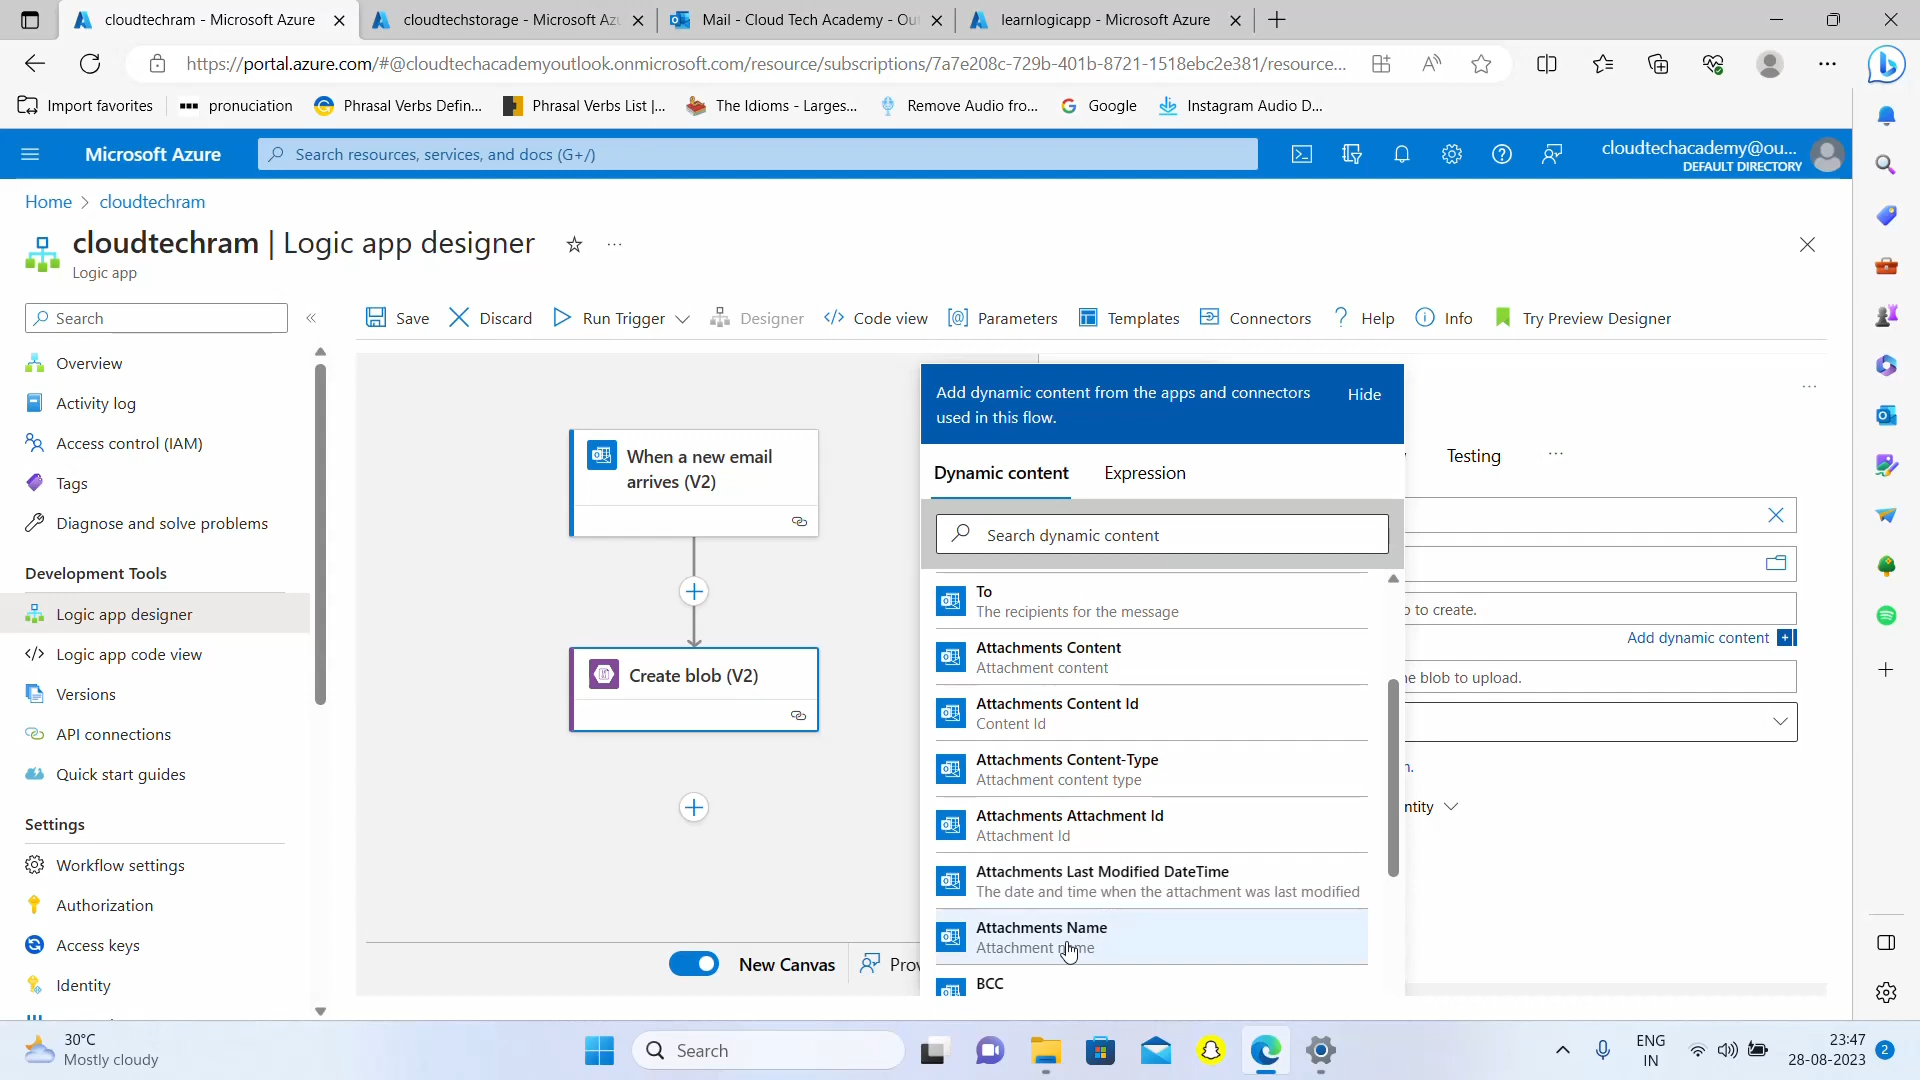 cloudtechram - Microsoft Azure
cloudtechstorage - Microsoft Az
Mail - Cloud Tech Academy - Ou
learnlogicapp - Microsoft Azure
https://portal.azure.com/#@cloudtechacademyoutlook.onmicrosoft.com/resource/subscriptions/7a7e208c-729b-401b-8721-1518ebc2e381/resource...
Import favorites
pronuciation
Phrasal Verbs Defin...
Phrasal Verbs List |...
The Idioms - Larges...
Remove Audio fro...
Google
Instagram Audio D...
Microsoft Azure
Search resources, services, and docs (G+/)
cloudtechacademy@ou...
DEFAULT DIRECTORY
Home > cloudtechram
cloudtechram | Logic app designer
Logic app
Search
Save
Discard
Run Trigger
Designer
Code view
Parameters
Templates
Connectors
Help
Info
Try Preview Designer
Overview
Activity log
Access control (IAM)
Tags
Diagnose and solve problems
Development Tools
Logic app designer
Logic app code view
Versions
API connections
Quick start guides
Settings
Workflow settings
Authorization
Access keys
Identity
When a new email
arrives (V2)
Create blob (V2)
New Canvas
Prov
Add dynamic content from the apps and connectors
used in this flow.
Hide
Dynamic content
Expression
Search dynamic content
To
The recipients for the message
Attachments Content
Attachment content
Attachments Content Id
Content Id
Attachments Content-Type
Attachment content type
Attachments Attachment Id
Attachment Id
Attachments Last Modified DateTime
The date and time when the attachment was last modified
Attachments Name
Attachment name
BCC
Testing
to create.
Add dynamic content
blob to upload.
ntity
30°C
Mostly cloudy
Search
ENG
IN
23:47
28-08-2023
2